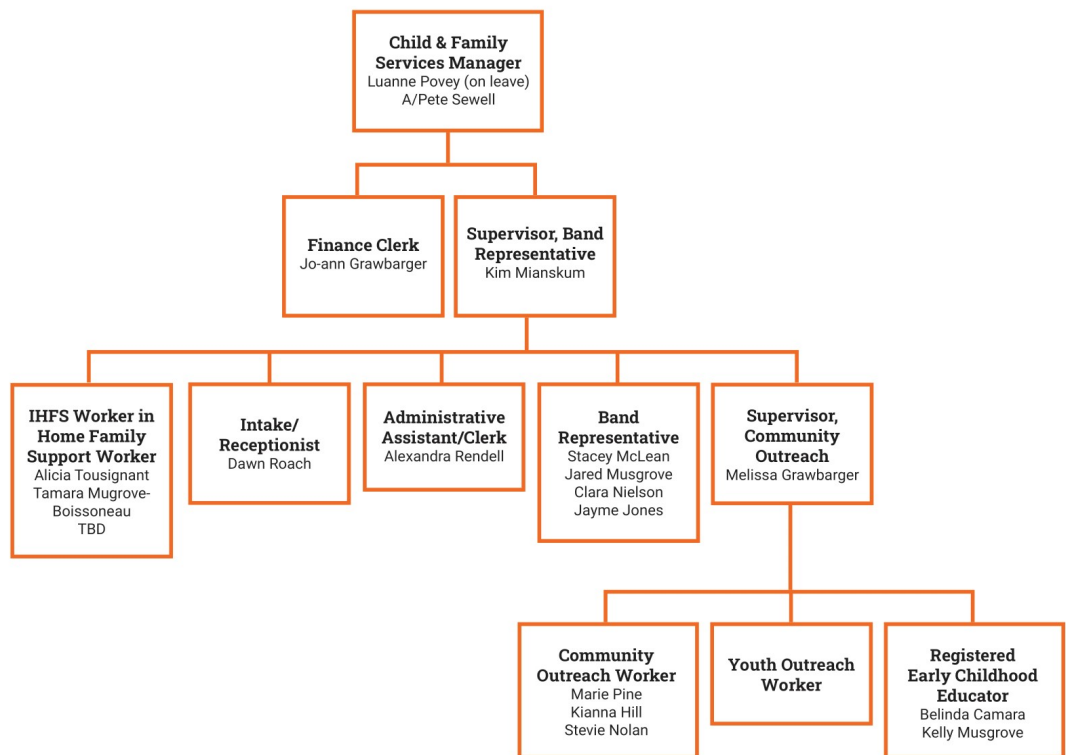 Child & Family
Services Manager
Luanne Povey (on leave)
A/Pete Sewell
Finance Clerk
Jo-ann Grawbarger
Supervisor, Band
Representative
Kim Mianskum
IHFS Worker in
Home Family
Support Worker
Alicia Tousignant
Tamara Mugrove-
Boissoneau
TBD
Intake/
Receptionist
Dawn Roach
Administrative
Assistant/Clerk
Alexandra Rendell
Band
Representative
Stacey McLean
Jared Musgrove
Clara Nielson
Jayme Jones
Supervisor,
Community
Outreach
Melissa Grawbarger
Community
Outreach Worker
Marie Pine
Kianna Hill
Stevie Nolan
Youth Outreach
Worker
Registered
Early Childhood
Educator
Belinda Camara
Kelly Musgrove